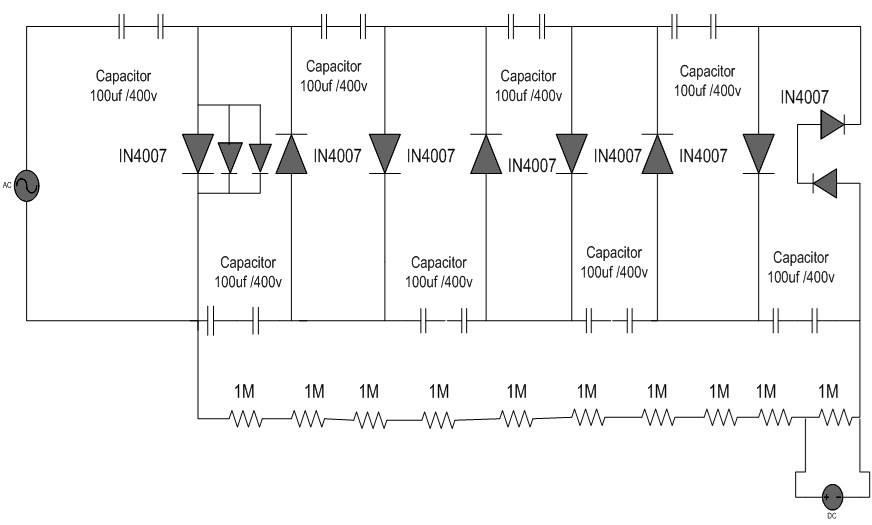 Capacitor
100uf /400v
Capacitor
100uf /400v
Capacitor
100uf /400v
Capacitor
100uf /400v
IN4007
IN4007
IN4007
IN4007
IN4007
IN4007
IN4007
AC
Capacitor
100uf /400v
Capacitor
100uf /400v
Capacitor
100uf /400v
Capacitor
100uf /400v
1M
1M
1M
1M
1M
1M
1M
1M
1M
1M
+ -
DC